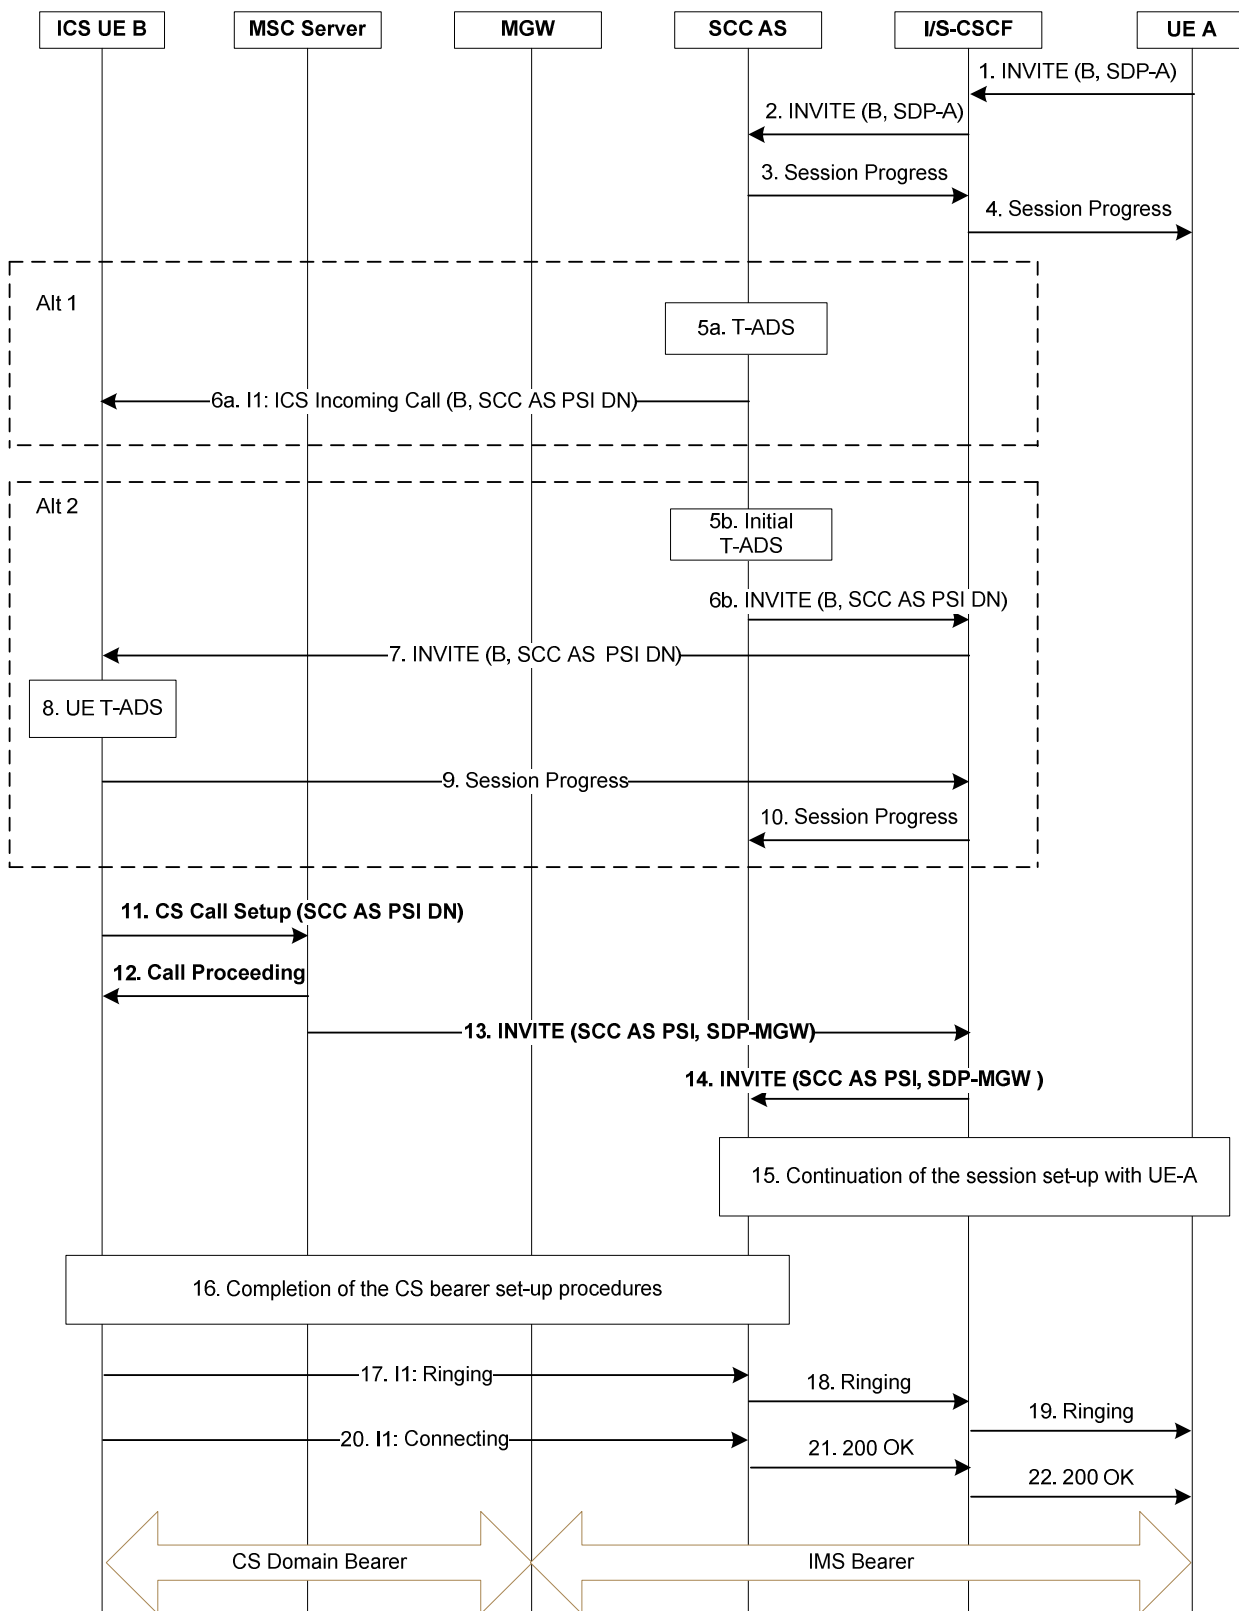 ICS UE B
MSC Server
MGW
SCC AS
I/S-CSCF
UE A
1. INVITE (B, SDP-A)
2. INVITE (B, SDP-A)
3. Session Progress
4. Session Progress
Alt 1
5a. T-ADS
6a. I1: ICS Incoming Call (B, SCC AS PSI DN)
Alt 2
5b. Initial
T-ADS
6b. INVITE (B, SCC AS PSI DN)
7. INVITE (B, SCC AS PSI DN)
8. UE T-ADS
9. Session Progress
10. Session Progress
11. CS Call Setup (SCC AS PSI DN)
12. Call Proceeding
13. INVITE (SCC AS PSI, SDP-MGW)
14. INVITE (SCC AS PSI, SDP-MGW )
15. Continuation of the session set-up with UE-A
16. Completion of the CS bearer set-up procedures
17. I1: Ringing
18. Ringing
19. Ringing
20. I1: Connecting
21. 200 OK
22. 200 OK
CS Domain Bearer
IMS Bearer